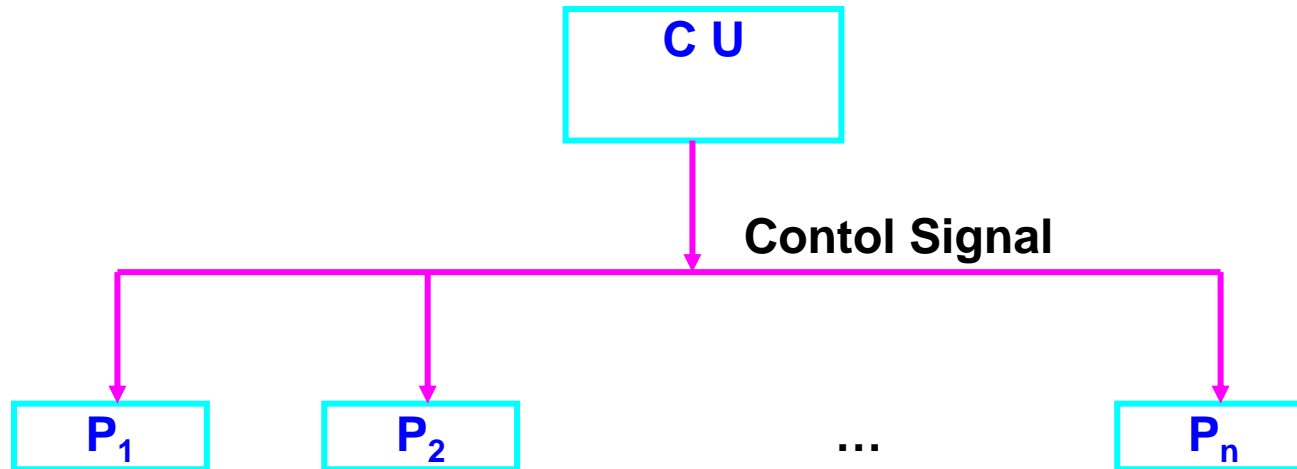 C U
Contol Signal
P₁ P₂ ... Pₙ